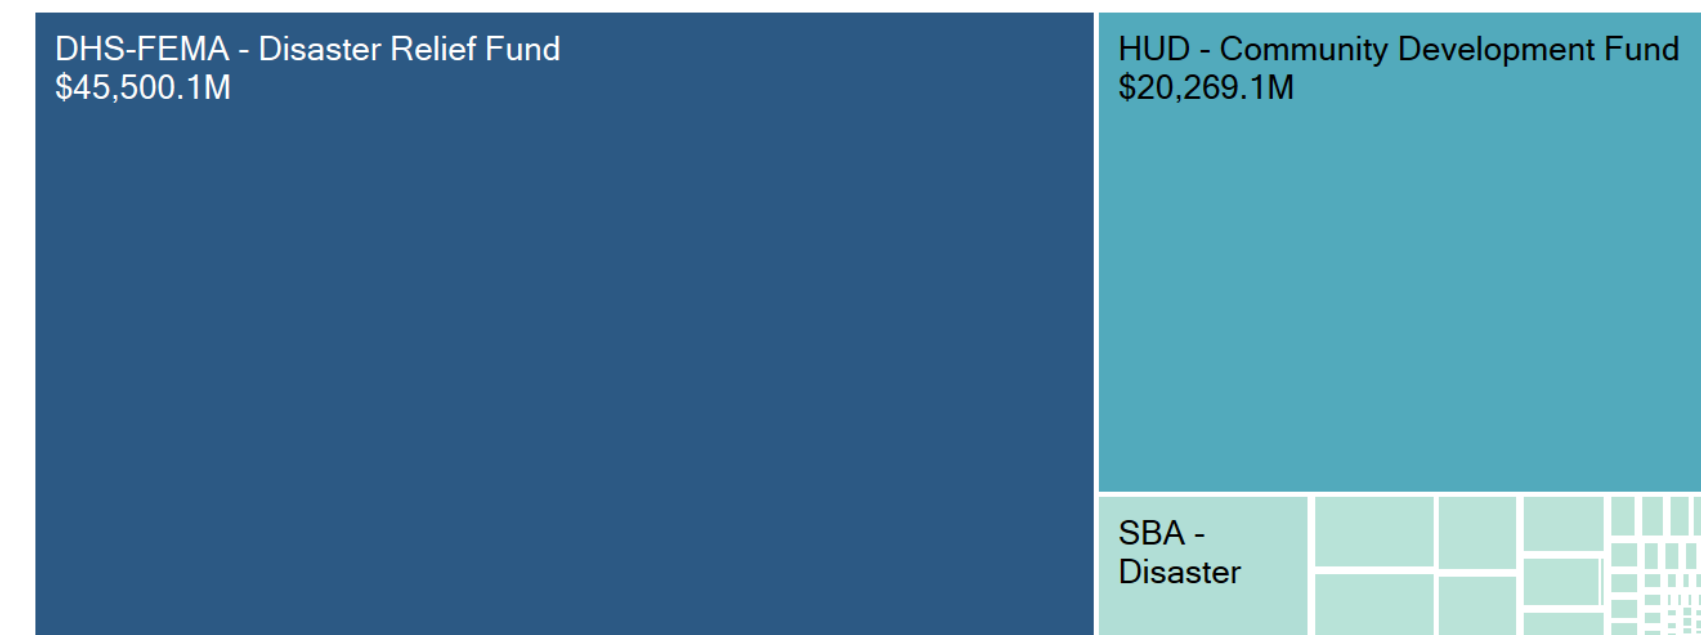 DHS-FEMA - Disaster Relief Fund
$45,500.1M
HUD - Community Development Fund
$20,269.1M
SBA -
Disaster